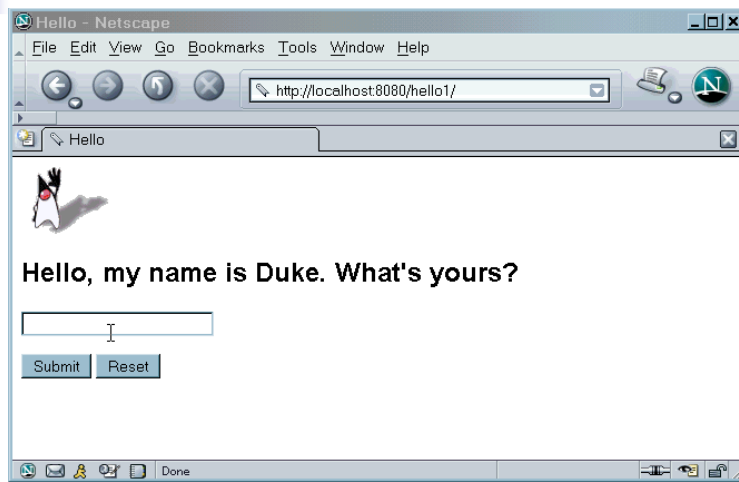 Hello - Netscape
File Edit View Go Bookmarks Tools Window Help
http://localhost:8080/hello1/
N
Hello
Hello, my name is Duke. What's yours?
Submit Reset
Done